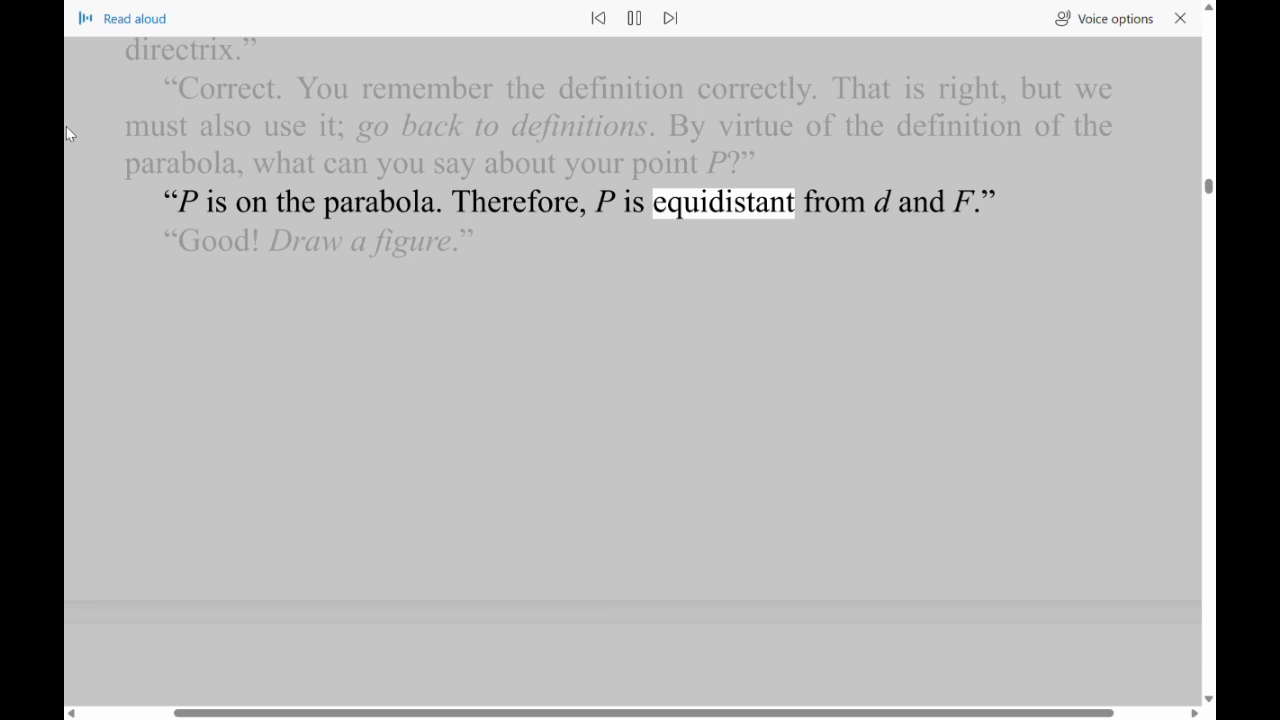 Read aloud
Voice options
directrix.”
“Correct. You remember the definition correctly. That is right, but we
must also use it; go back to definitions. By virtue of the definition of the
parabola, what can you say about your point P?”
“P is on the parabola. Therefore, P is equidistant from d and F.”
“Good! Draw a figure.”